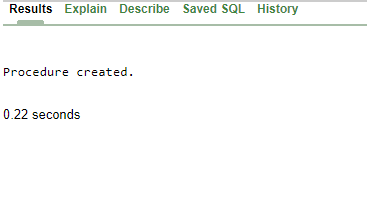 Results Explain Describe Saved SQL History
Procedure created.
0.22 seconds